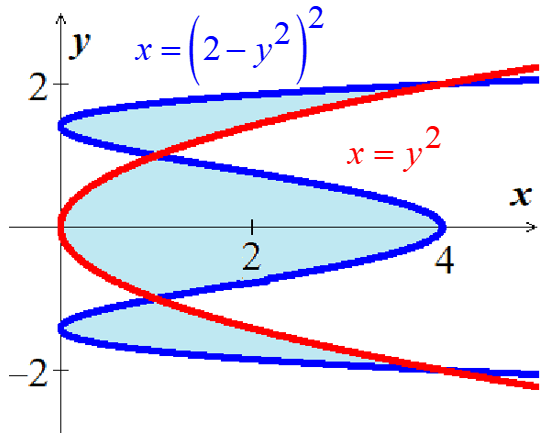 y
x = (2 − y²)²
2
x = y²
x
2
4
−2